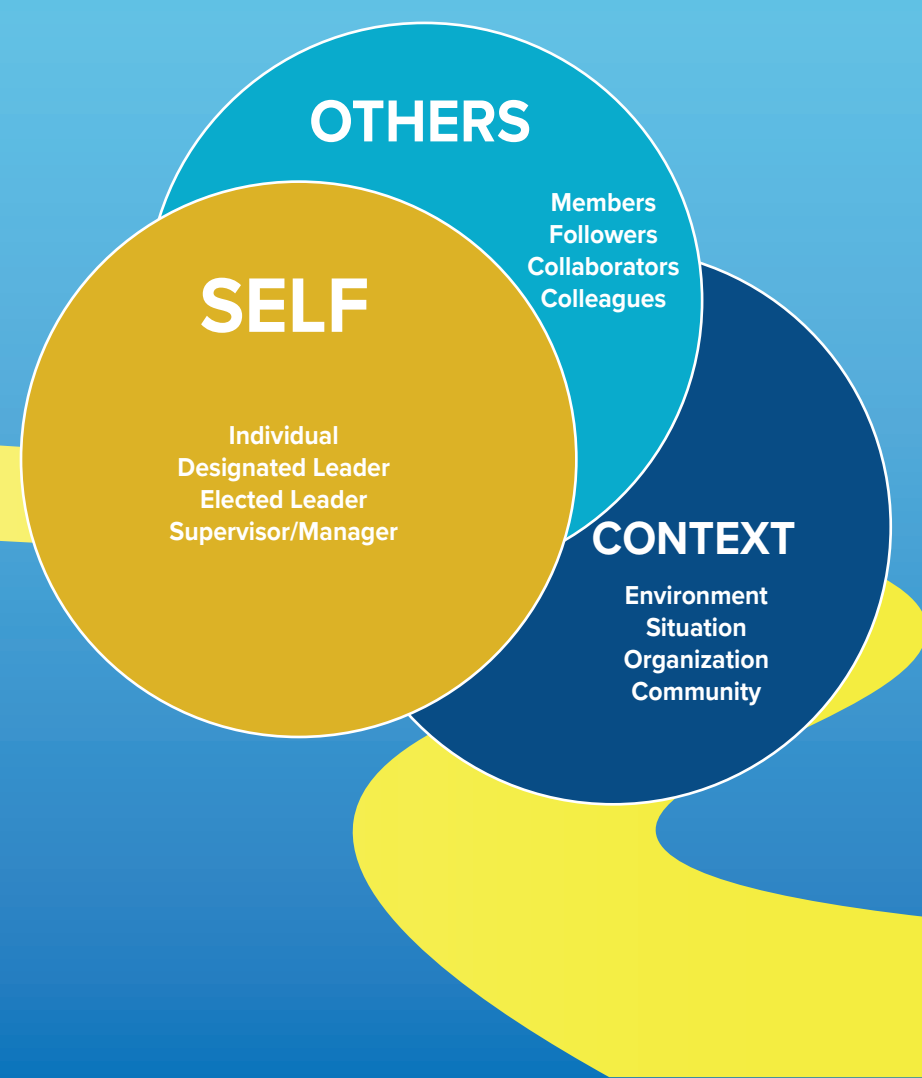 OTHERS
Members
Followers
Collaborators
Colleagues
SELF
Individual
Designated Leader
Elected Leader
Supervisor/Manager
CONTEXT
Environment
Situation
Organization
Community